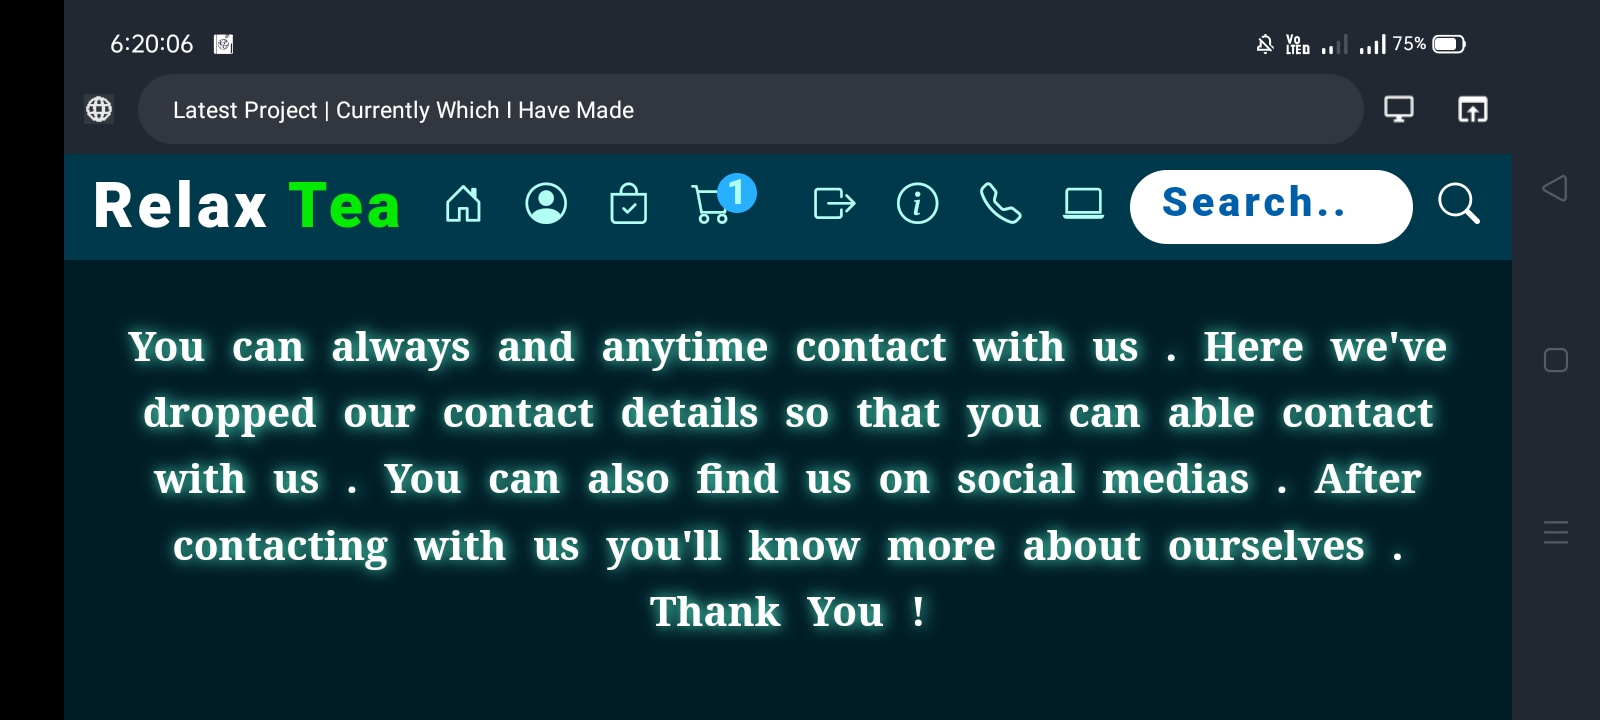 6:20:06
VO LTED 75%
Latest Project | Currently Which I Have Made
Relax Tea 1 Search..
You can always and anytime contact with us . Here we've
dropped our contact details so that you can able contact
with us . You can also find us on social medias . After
contacting with us you'll know more about ourselves .
Thank You !